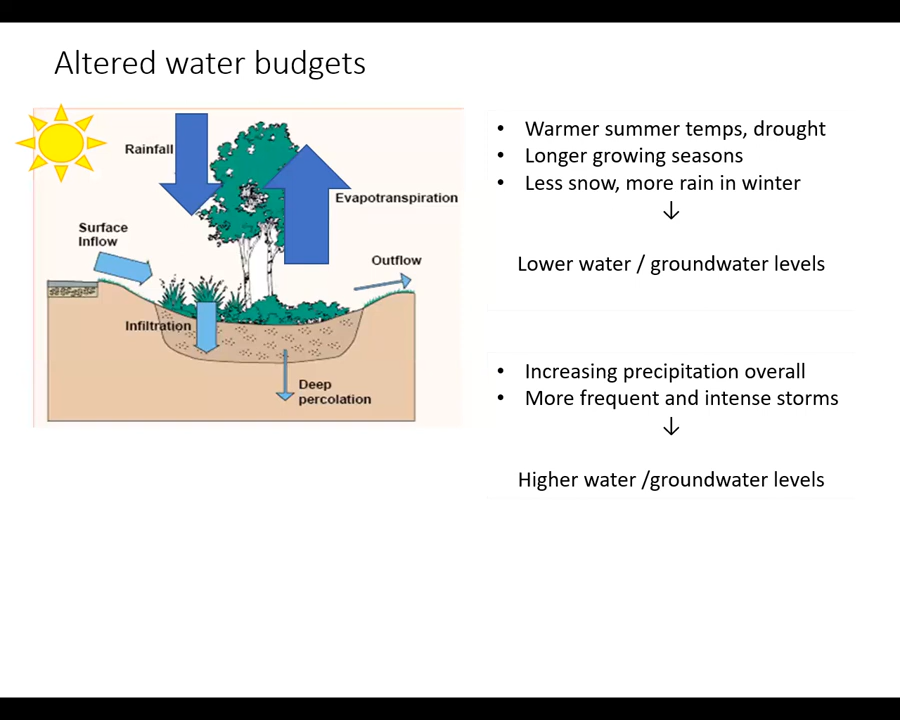 Altered water budgets
Rainfall
Evapotranspiration
Surface
Inflow
Outflow
Infiltration
Deep
percolation
• Warmer summer temps, drought
• Longer growing seasons
• Less snow, more rain in winter
↓
Lower water / groundwater levels
• Increasing precipitation overall
• More frequent and intense storms
↓
Higher water /groundwater levels